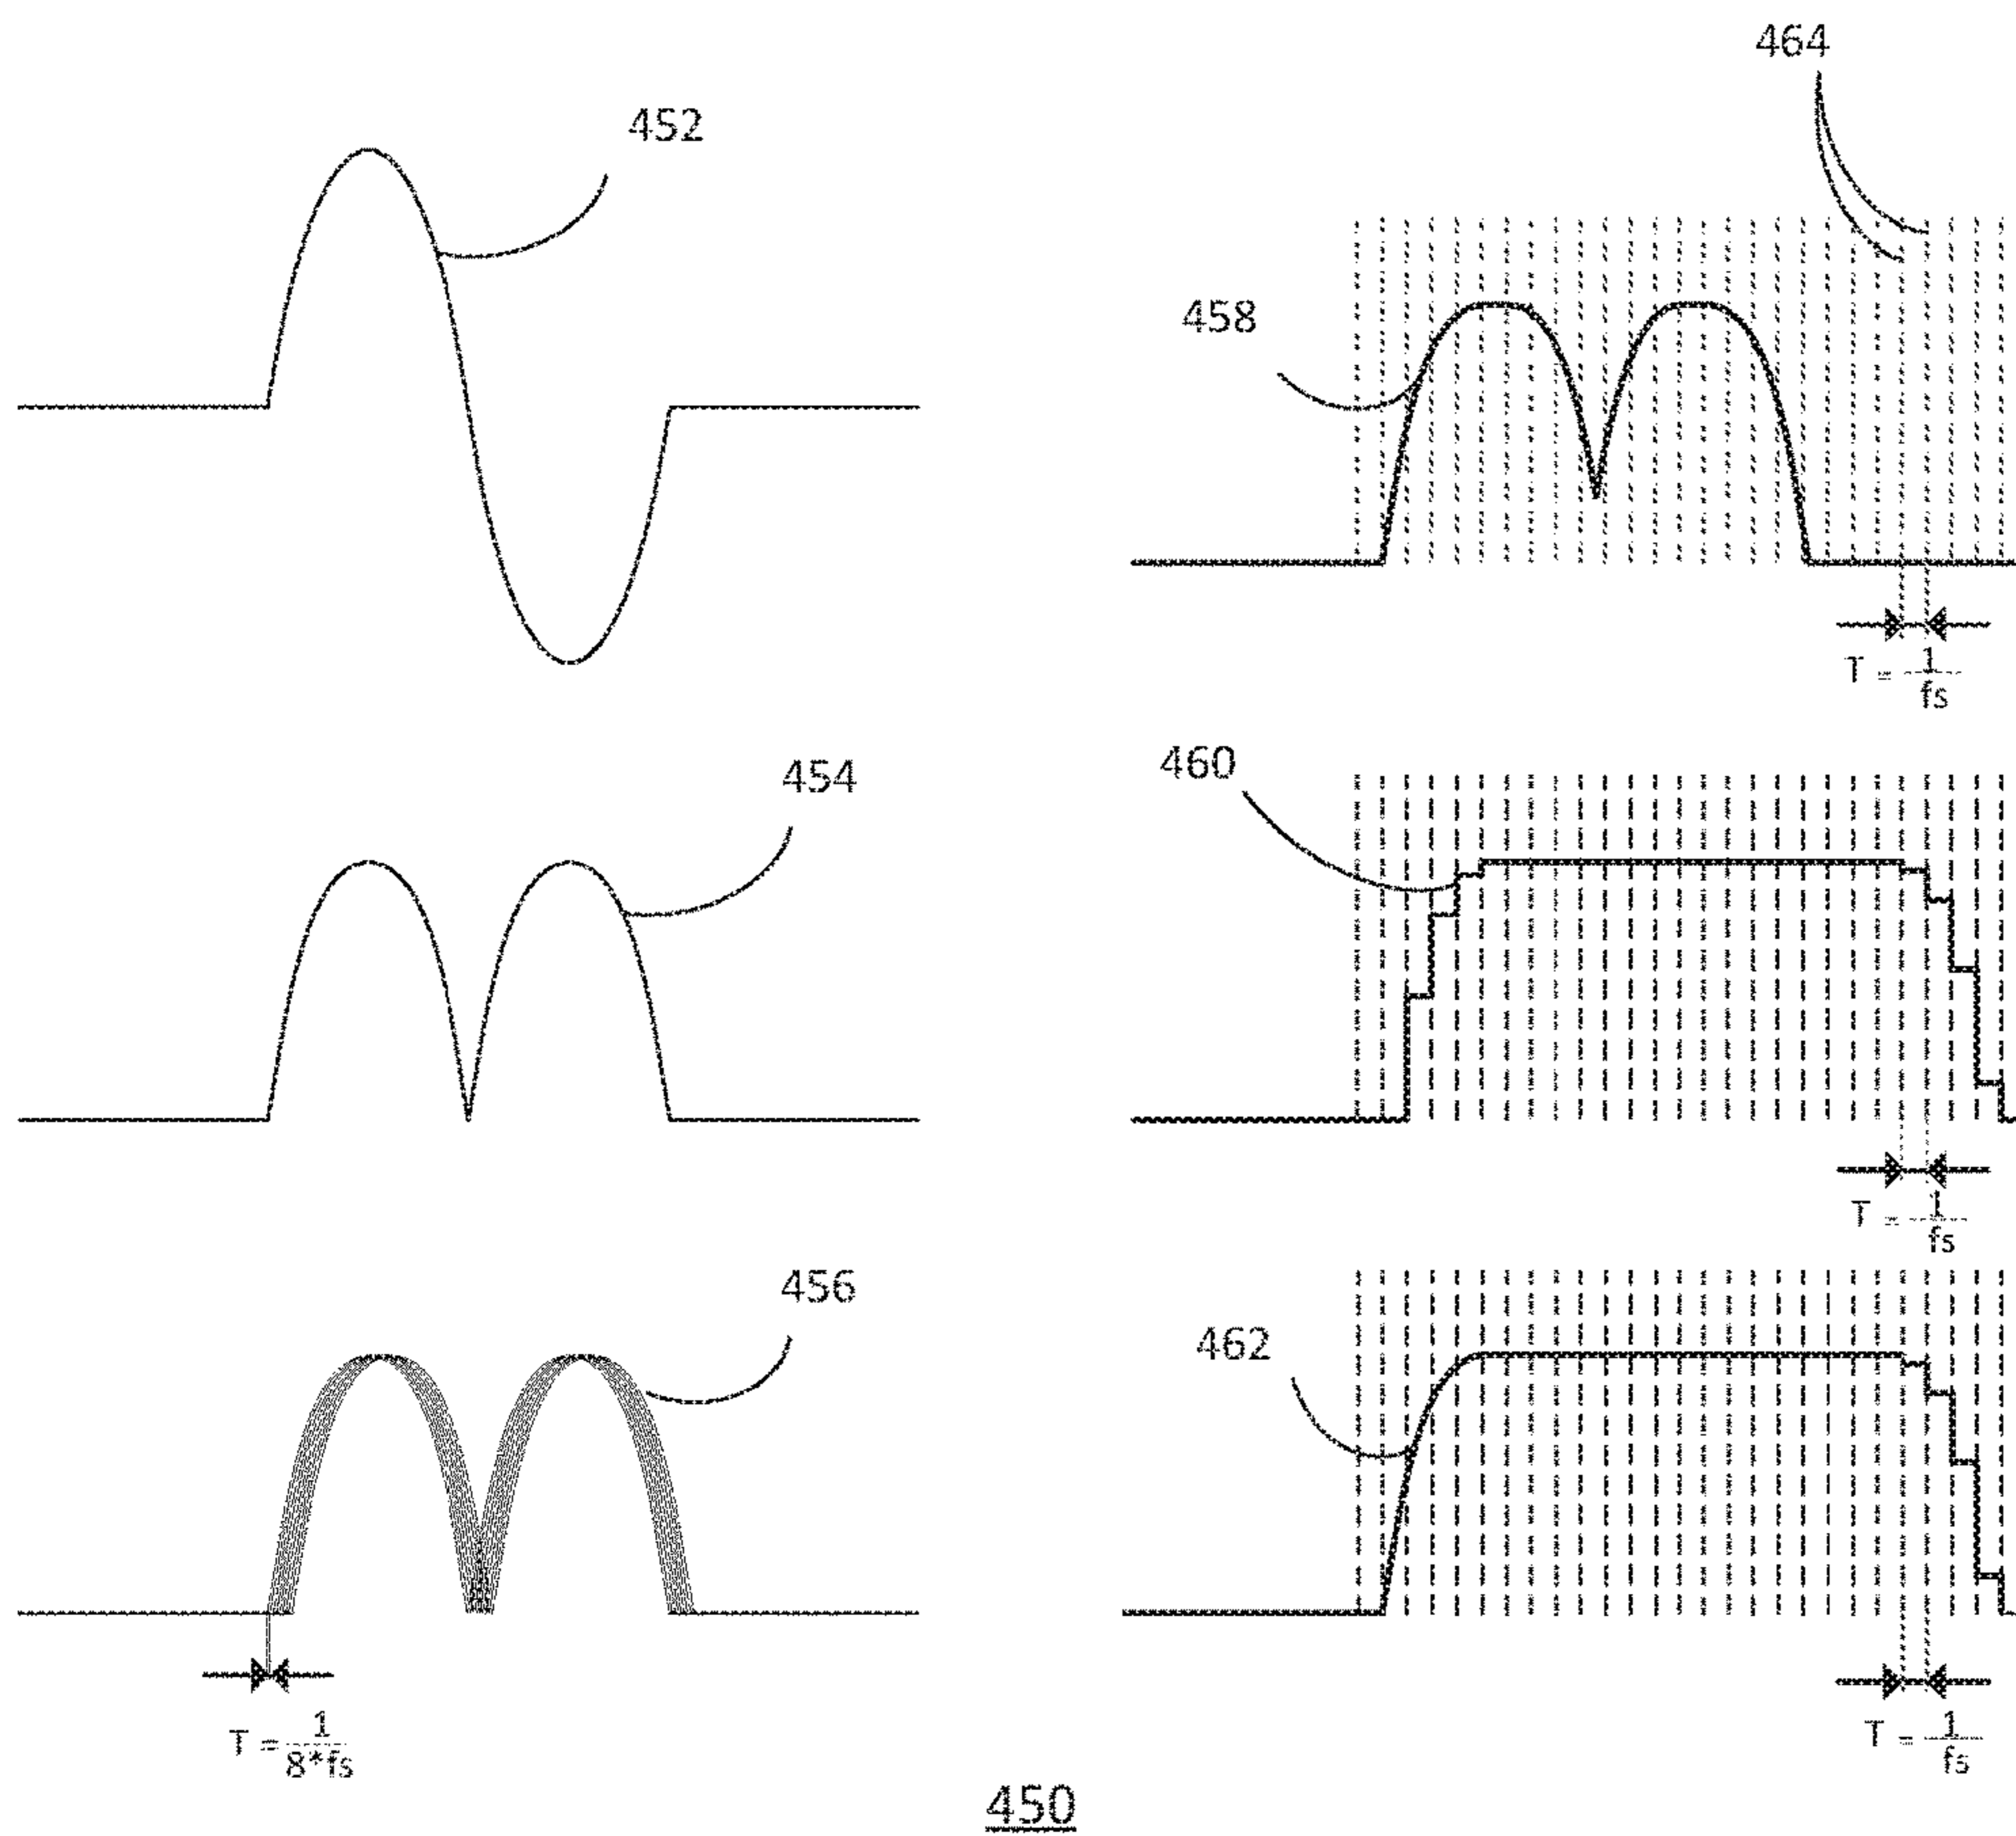 464
452
458
T = 1/fs
460
454
T = 1/fs
456
462
T = 1/8*fs
T = 1/fs
450